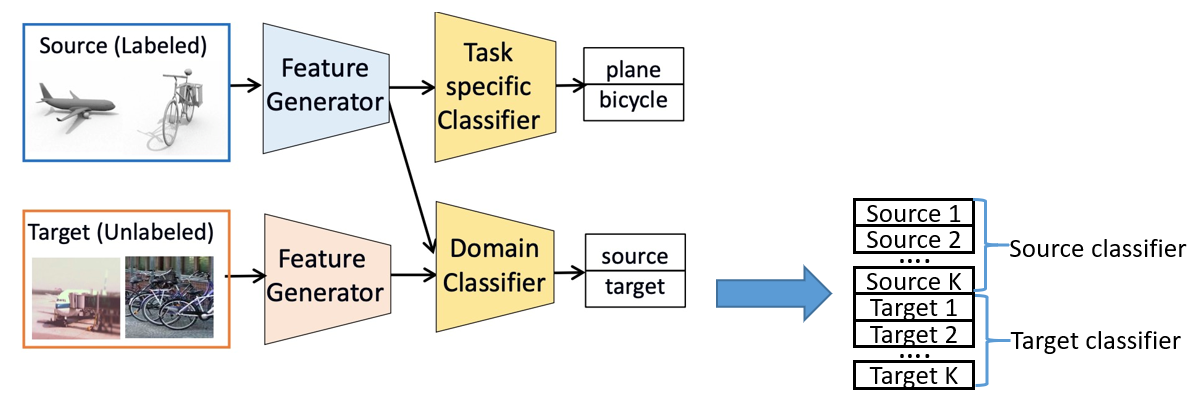 Source (Labeled)
Feature
Generator
Task
specific
Classifier
plane
bicycle
Target (Unlabeled)
Feature
Generator
Domain
Classifier
source
target
Source 1
Source 2
....
Source K
Target 1
Target 2
....
Target K
Source classifier
Target classifier